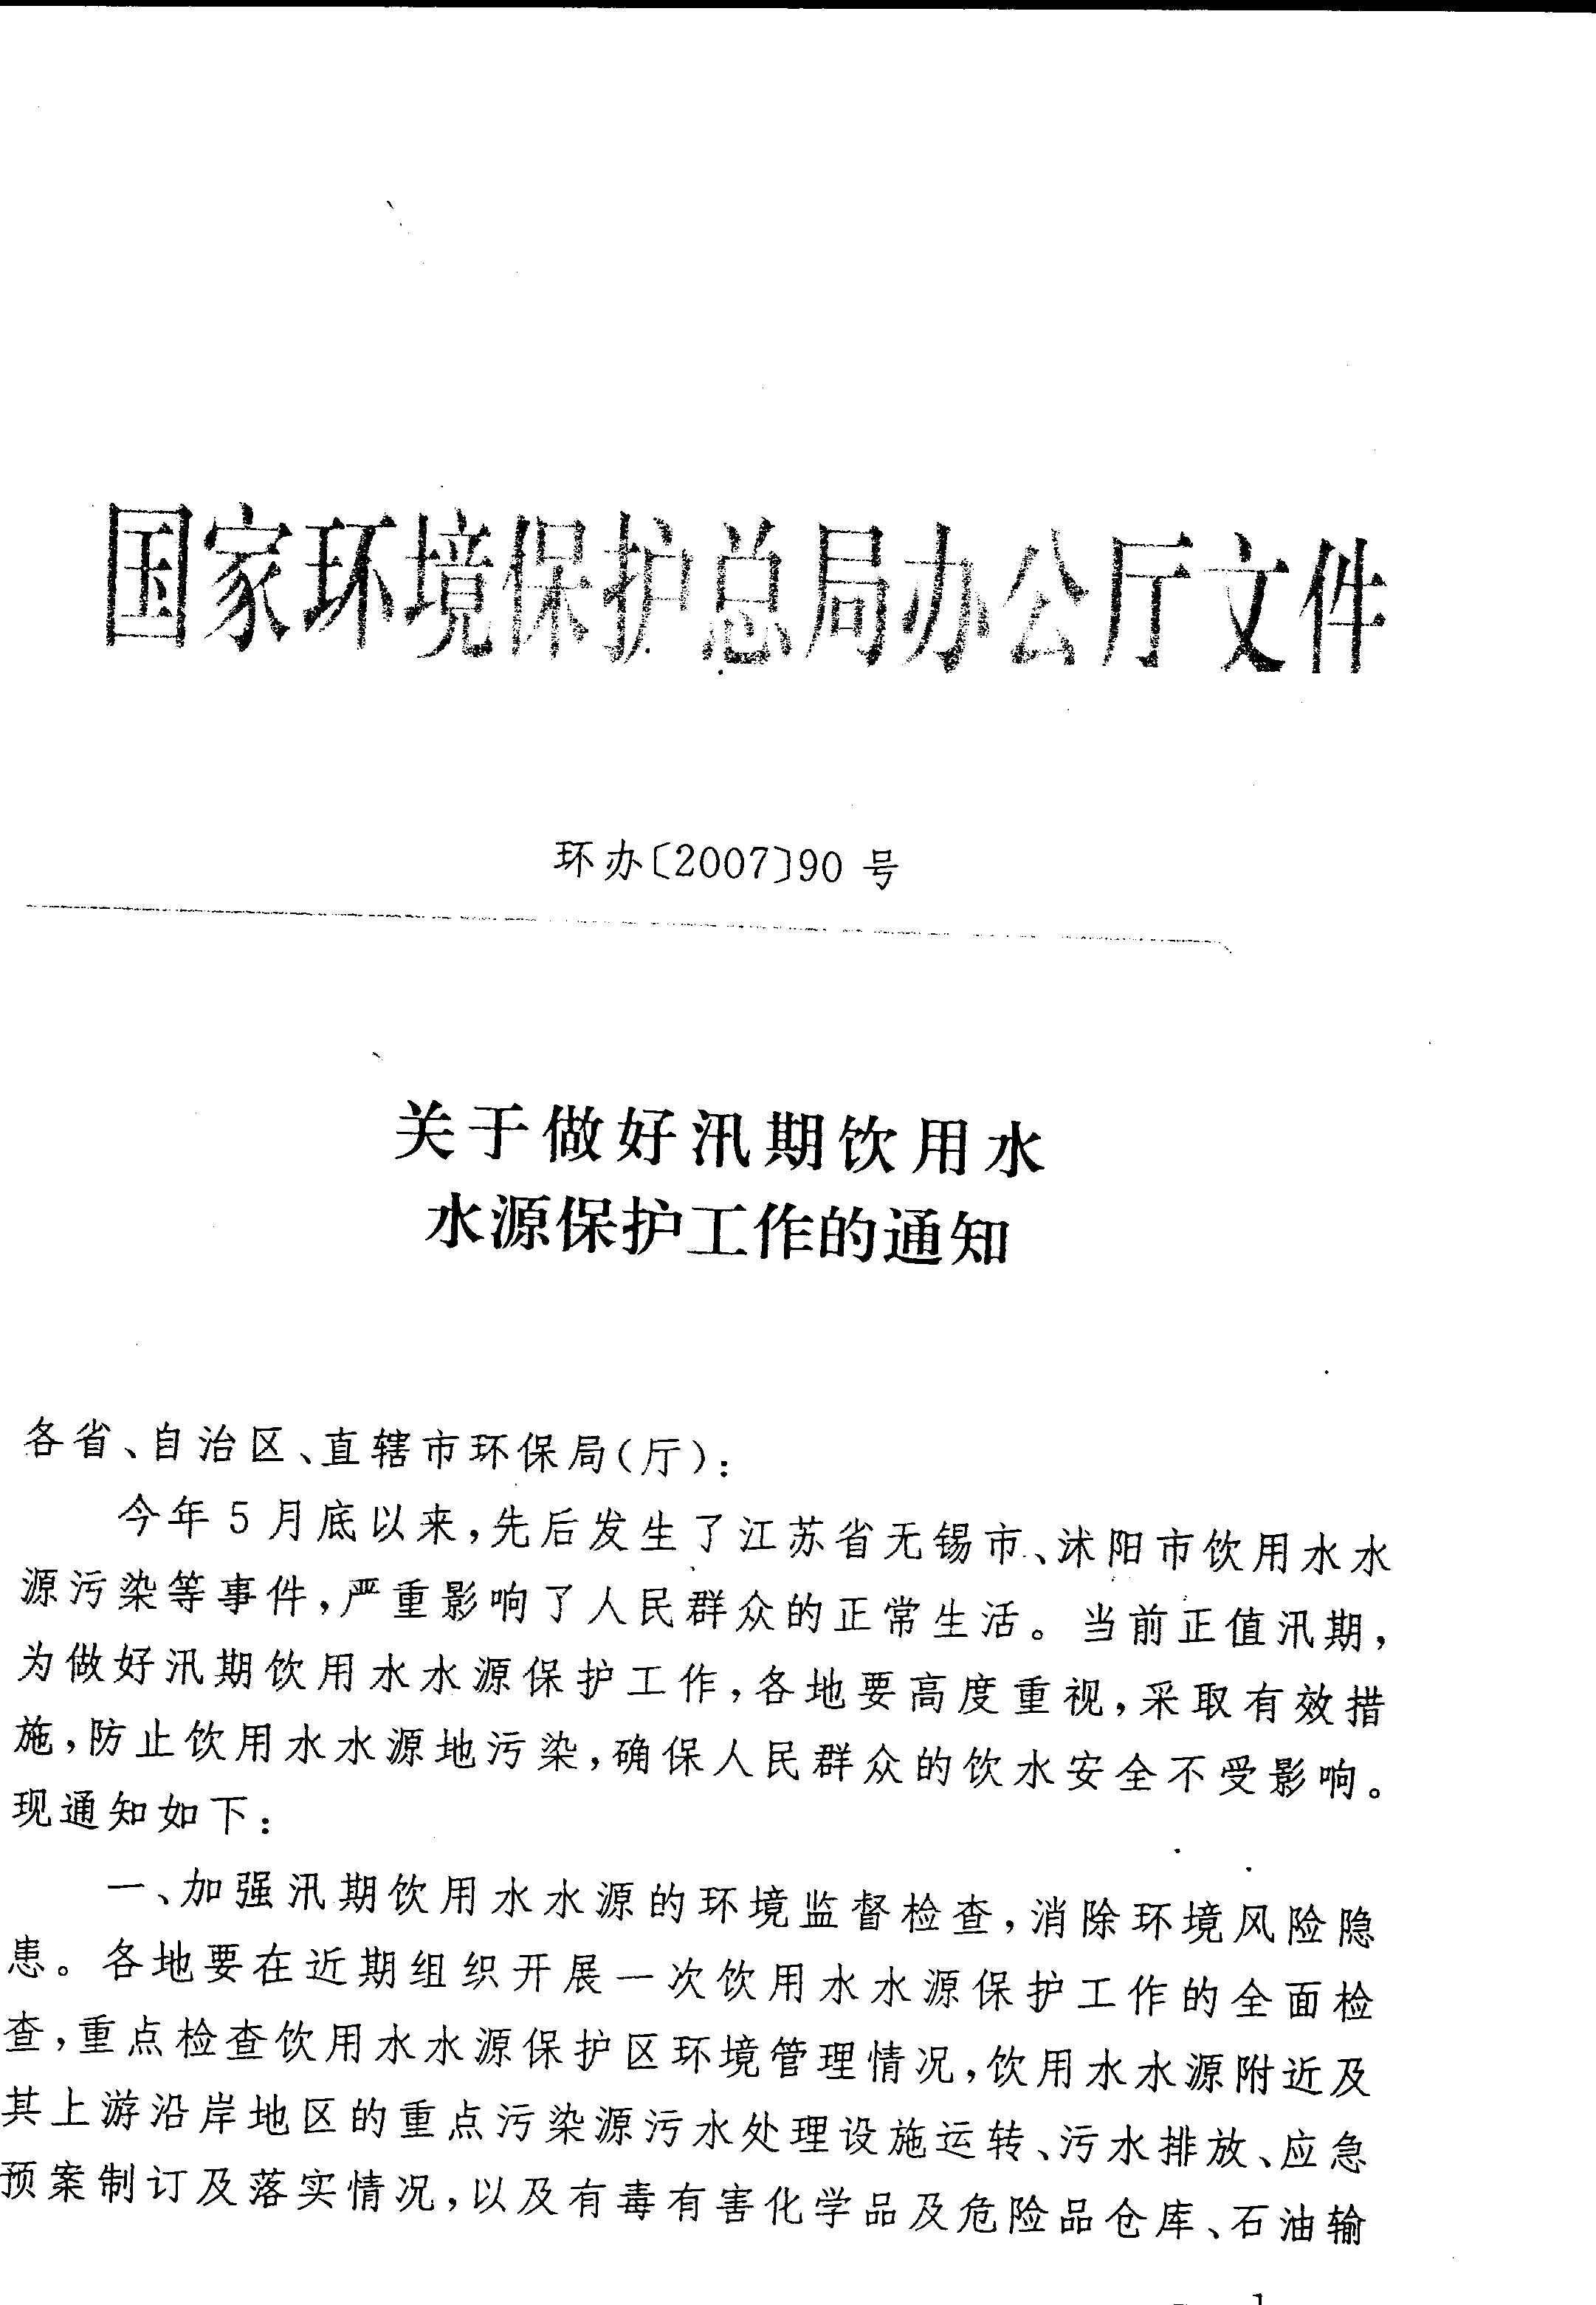 国家环境保护总局办公厅文件
环办〔2007〕90 号
关于做好汛期饮用水
水源保护工作的通知
各省、自治区、直辖市环保局(厅):
今年 5 月底以来,先后发生了江苏省无锡市、沭阳市饮用水水
源污染等事件,严重影响了人民群众的正常生活。当前正值汛期,
为做好汛期饮用水水源保护工作,各地要高度重视,采取有效措
施,防止饮用水水源地污染,确保人民群众的饮水安全不受影响。
现通知如下:
一、加强汛期饮用水水源的环境监督检查,消除环境风险隐
患。各地要在近期组织开展一次饮用水水源保护工作的全面检
查,重点检查饮用水水源保护区环境管理情况,饮用水水源附近及
其上游沿岸地区的重点污染源污水处理设施运转、污水排放、应急
预案制订及落实情况,以及有毒有害化学品及危险品仓库、石油输
— 1